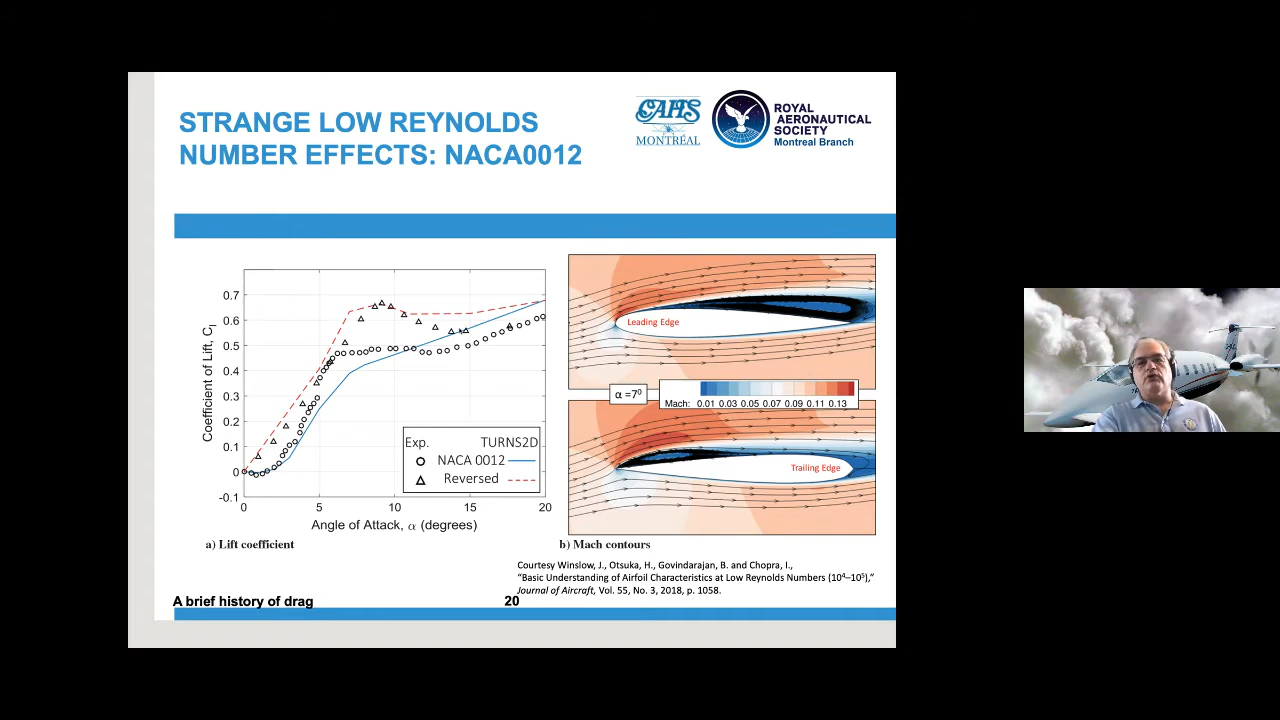 STRANGE LOW REYNOLDS
NUMBER EFFECTS: NACA0012
CAHS
MONTRÉAL
ROYAL
AERONAUTICAL
SOCIETY
Montreal Branch
Coefficient of Lift, Cl
0.7
0.6
0.5
0.4
0.3
0.2
0.1
0
-0.1
0 5 10 15 20
Angle of Attack, α (degrees)
Exp. TURNS2D
NACA 0012
Reversed
a) Lift coefficient
Leading Edge
α =7⁰
Mach: 0.01 0.03 0.05 0.07 0.09 0.11 0.13
Trailing Edge
b) Mach contours
Courtesy Winslow, J., Otsuka, H., Govindarajan, B. and Chopra, I.,
“Basic Understanding of Airfoil Characteristics at Low Reynolds Numbers (10⁴–10⁵),”
Journal of Aircraft, Vol. 55, No. 3, 2018, p. 1058.
A brief history of drag
20